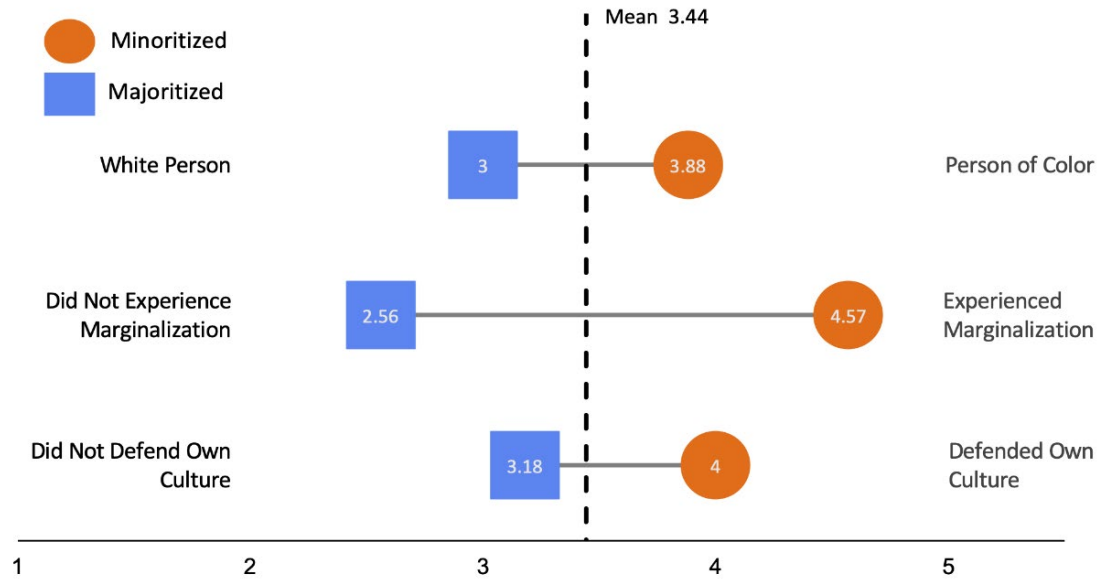 Mean 3.44
Minoritized
Majoritized
White Person
3
3.88
Person of Color
Did Not Experience
Marginalization
2.56
4.57
Experienced
Marginalization
Did Not Defend Own
Culture
3.18
4
Defended Own
Culture
1 2 3 4 5